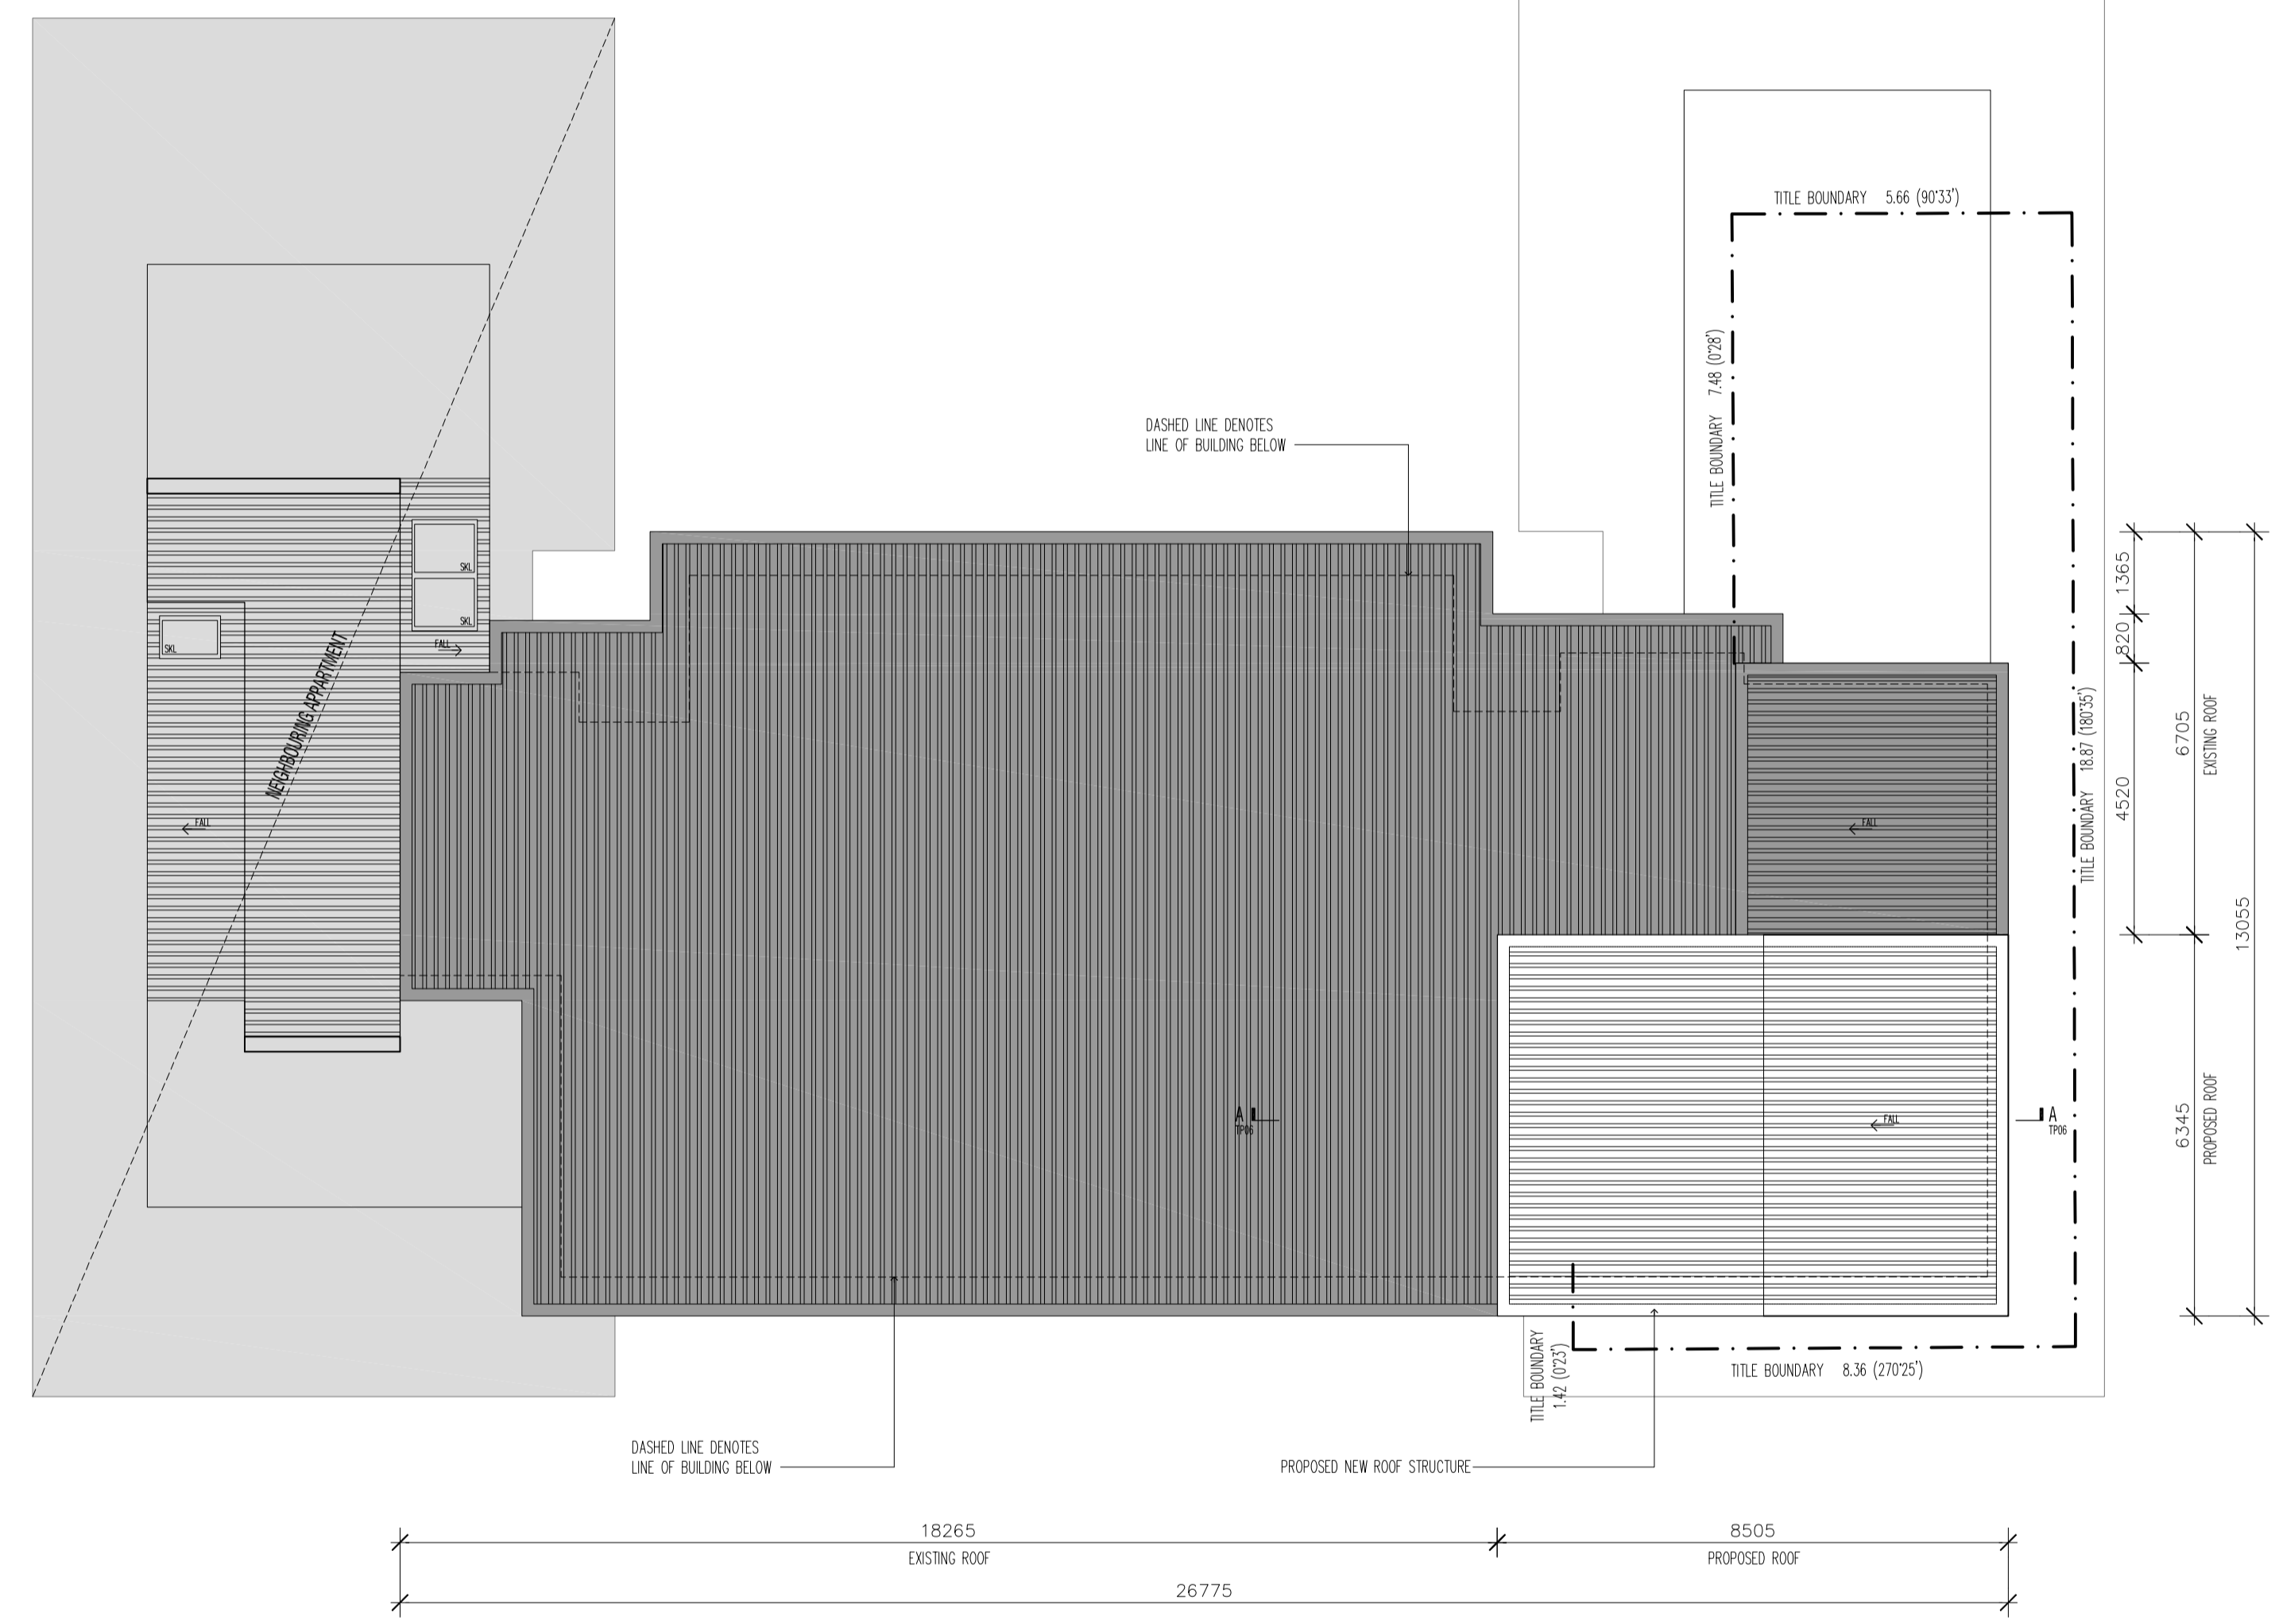 TITLE BOUNDARY 5.66 (90°33')
TITLE BOUNDARY 7.48 (0°28')
DASHED LINE DENOTES
LINE OF BUILDING BELOW
SKL
SKL
SKL
FALL
NEIGHBOURING APPARTMENT
FALL
FALL
TITLE BOUNDARY 18.87 (180°35')
1365
820
4520
6705
EXISTING ROOF
13055
6345
PROPOSED ROOF
A
TP06
FALL
A
TP06
TITLE BOUNDARY
1.42 (0°23')
TITLE BOUNDARY 8.36 (270°25')
DASHED LINE DENOTES
LINE OF BUILDING BELOW
PROPOSED NEW ROOF STRUCTURE
18265
EXISTING ROOF
8505
PROPOSED ROOF
26775